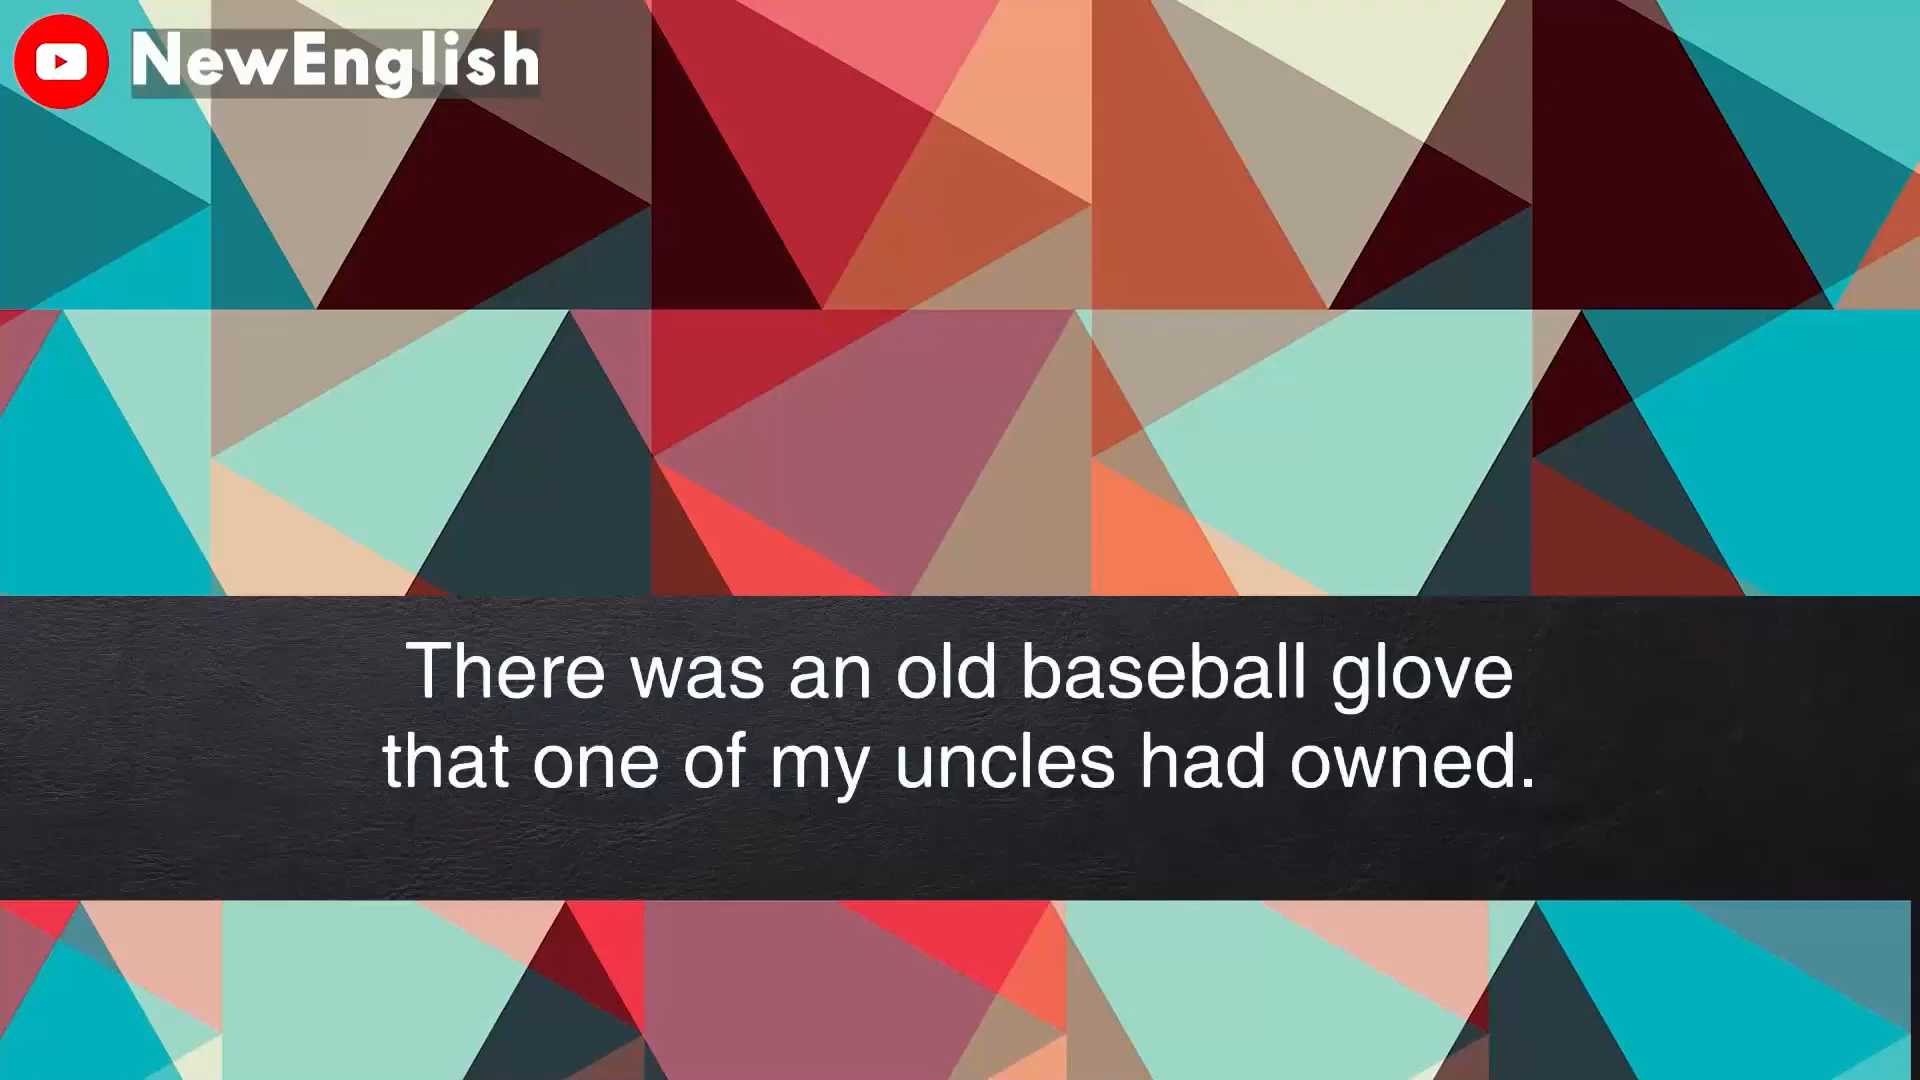 NewEnglish
There was an old baseball glove
that one of my uncles had owned.